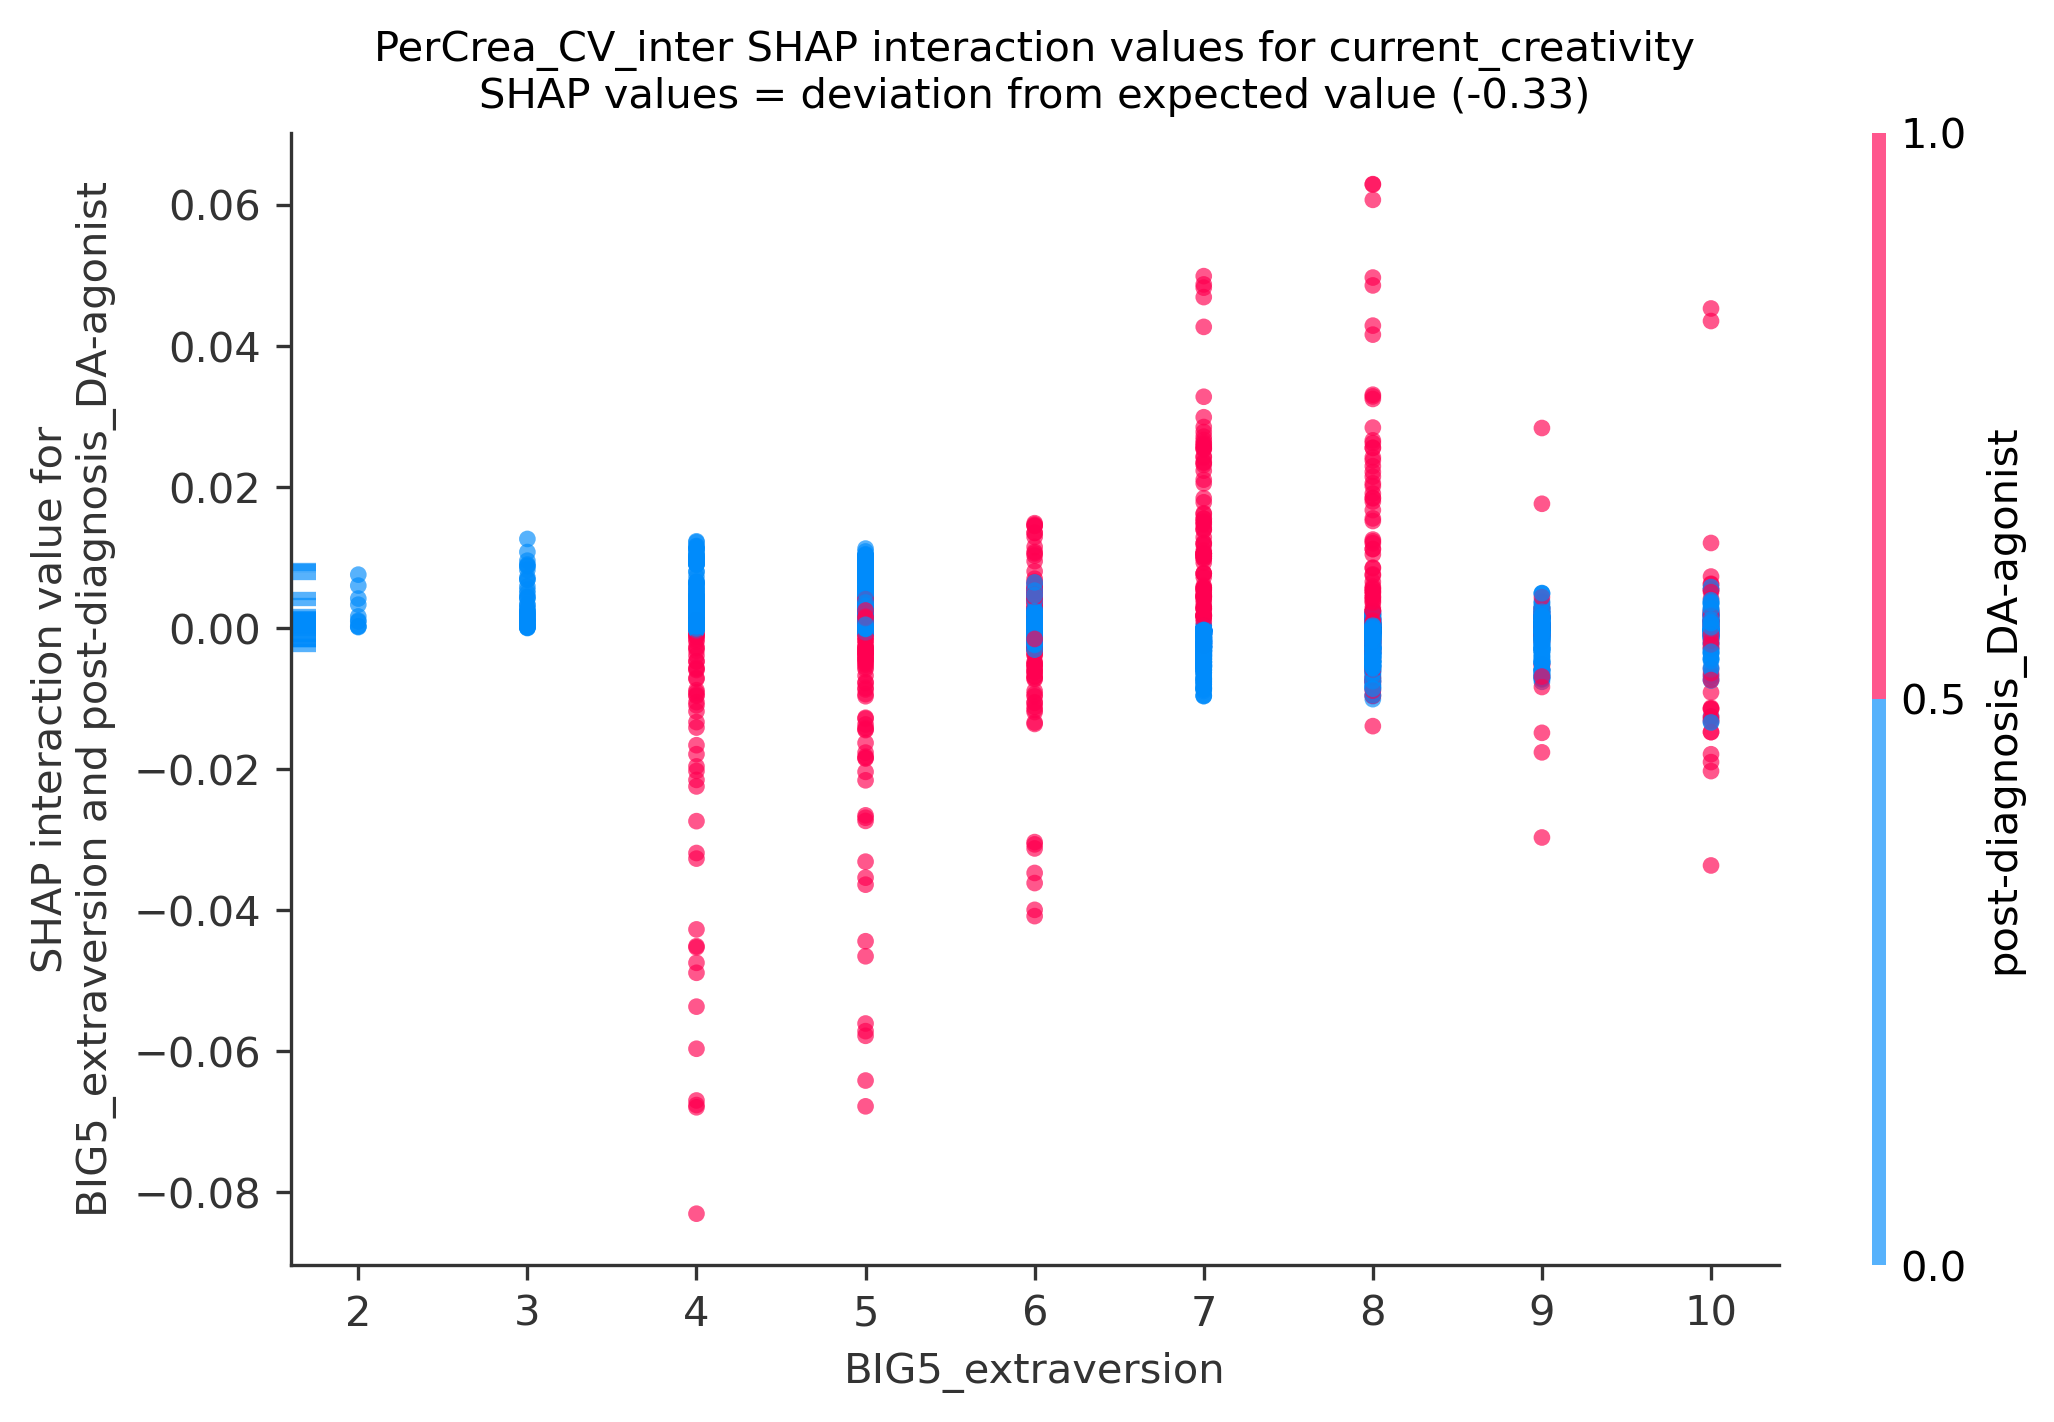 PerCrea_CV_inter SHAP interaction values for current_creativity
SHAP values = deviation from expected value (-0.33)
SHAP interaction value for
BIG5_extraversion and post-diagnosis_DA-agonist
0.06
0.04
0.02
0.00
−0.02
−0.04
−0.06
−0.08
2 3 4 5 6 7 8 9 10
BIG5_extraversion
1.0
0.5
0.0
post-diagnosis_DA-agonist